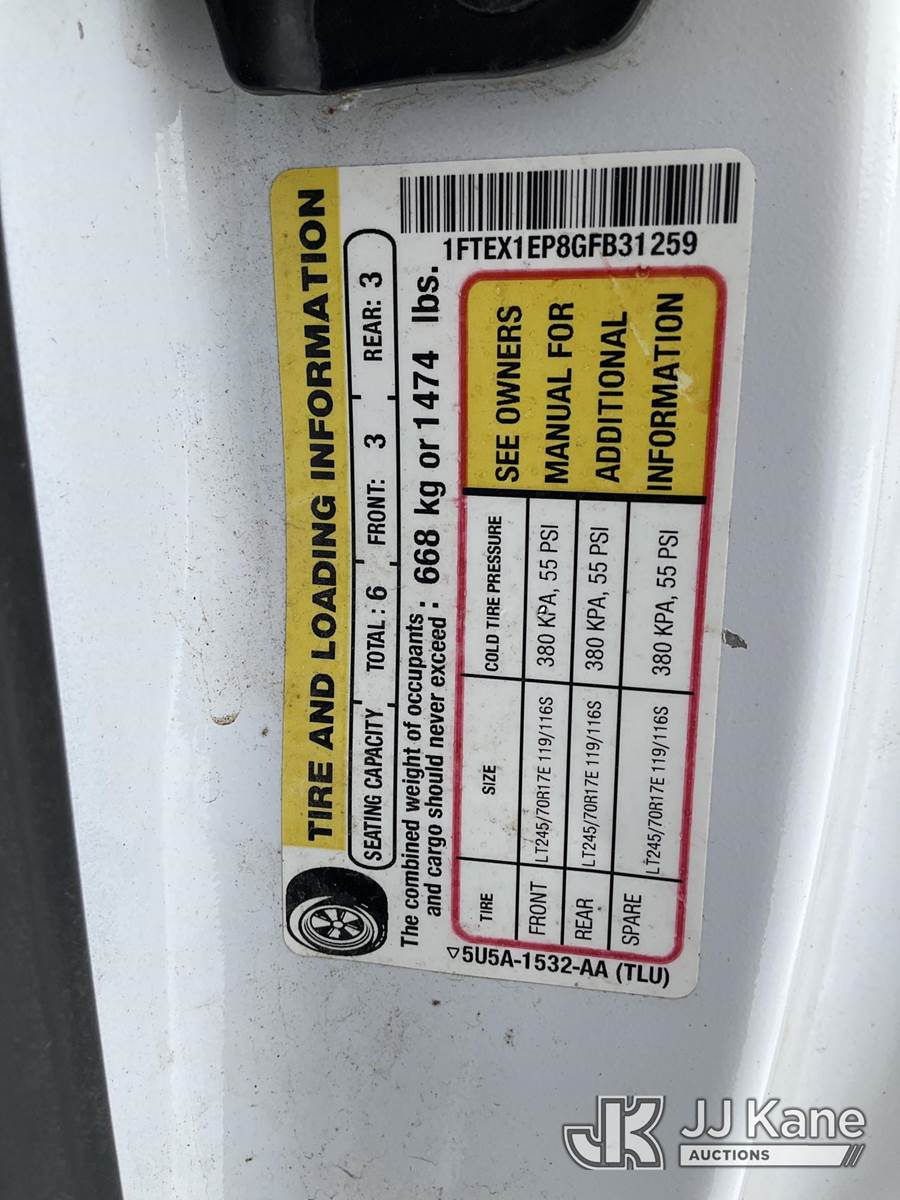 TIRE AND LOADING INFORMATION
SEATING CAPACITY TOTAL : 6 FRONT: 3 REAR: 3
The combined weight of occupants
and cargo should never exceed : 668 kg or 1474 lbs.
TIRE SIZE COLD TIRE PRESSURE
FRONT LT245/70R17E 119/116S 380 KPA, 55 PSI
REAR LT245/70R17E 119/116S 380 KPA, 55 PSI
SPARE LT245/70R17E 119/116S 380 KPA, 55 PSI
SEE OWNERS
MANUAL FOR
ADDITIONAL
INFORMATION
5U5A-1532-AA (TLU)
1FTEX1EP8GFB31259
JK JJ Kane
AUCTIONS